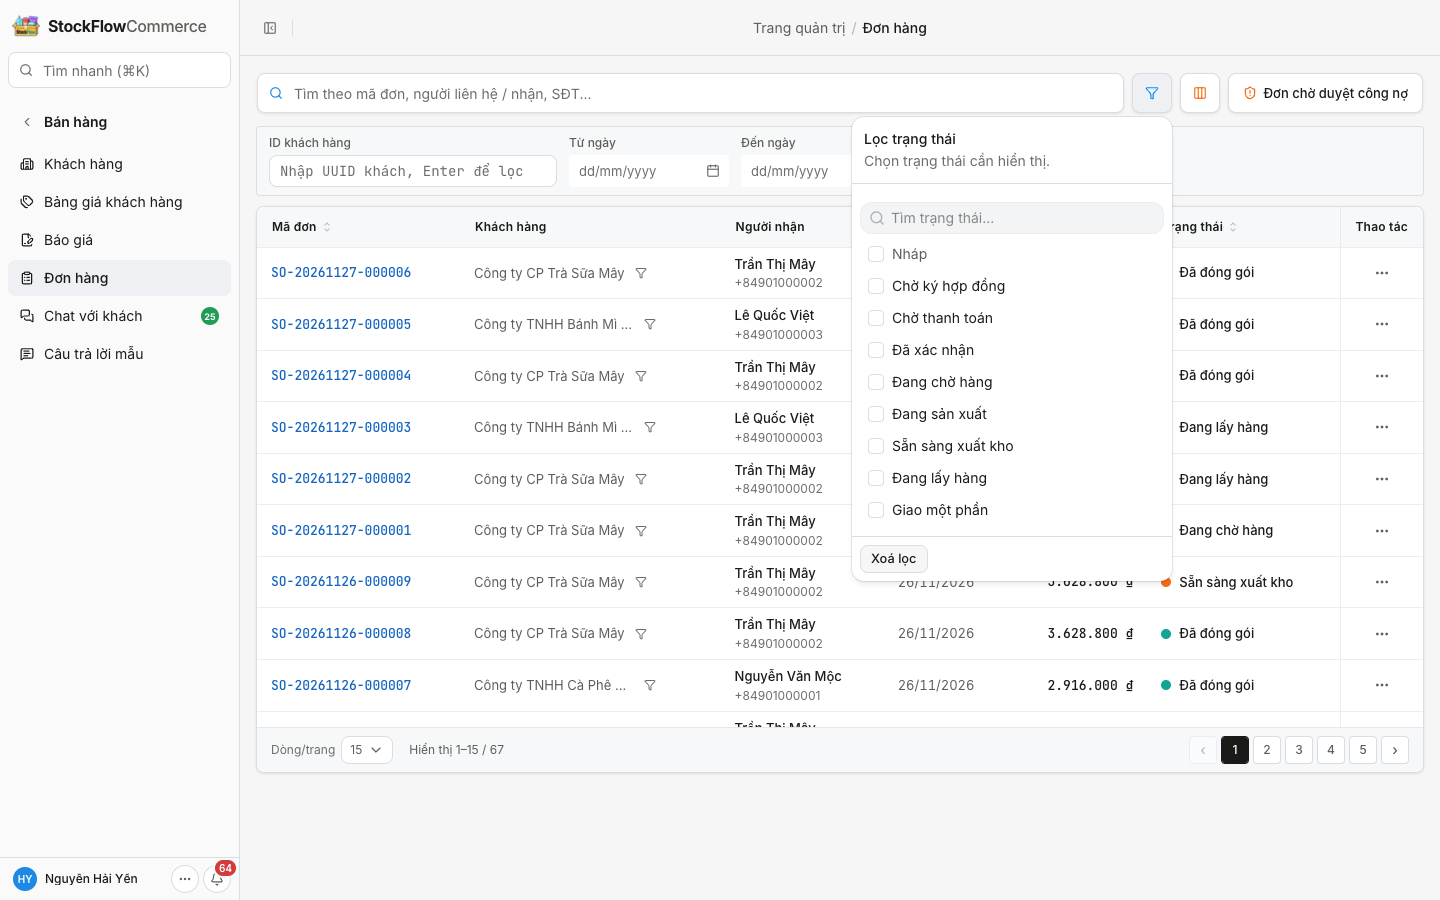 StockFlowCommerce
Tìm nhanh (⌘K)
Bán hàng
Khách hàng
Bảng giá khách hàng
Báo giá
Đơn hàng
Chat với khách
25
Câu trả lời mẫu
HY
Nguyên Hải Yên
64
Trang quản trị / Đơn hàng
Tìm theo mã đơn, người liên hệ / nhận, SĐT...
Đơn chờ duyệt công nợ
ID khách hàng
Từ ngày
Đến ngày
Nhập UUID khách, Enter để lọc
dd/mm/yyyy
dd/mm/yyyy
Lọc trạng thái
Chọn trạng thái cần hiển thị.
Tìm trạng thái...
Nháp
Chờ ký hợp đồng
Chờ thanh toán
Đã xác nhận
Đang chờ hàng
Đang sản xuất
Sẵn sàng xuất kho
Đang lấy hàng
Giao một phần
Xoá lọc
Mã đơn Khách hàng Người nhận rạng thái Thao tác
SO-20261127-000006 Công ty CP Trà Sữa Mây Trần Thị Mây Đã đóng gói
+84901000002
SO-20261127-000005 Công ty TNHH Bánh Mì ... Lê Quốc Việt Đã đóng gói
+84901000003
SO-20261127-000004 Công ty CP Trà Sữa Mây Trần Thị Mây Đã đóng gói
+84901000002
SO-20261127-000003 Công ty TNHH Bánh Mì ... Lê Quốc Việt Đang lấy hàng
+84901000003
SO-20261127-000002 Công ty CP Trà Sữa Mây Trần Thị Mây Đang lấy hàng
+84901000002
SO-20261127-000001 Công ty CP Trà Sữa Mây Trần Thị Mây Đang chờ hàng
+84901000002
SO-20261126-000009 Công ty CP Trà Sữa Mây Trần Thị Mây 26/11/2026 3.628.800 ₫ Sẵn sàng xuất kho
+84901000002
SO-20261126-000008 Công ty CP Trà Sữa Mây Trần Thị Mây 26/11/2026 3.628.800 ₫ Đã đóng gói
+84901000002
SO-20261126-000007 Công ty TNHH Cà Phê ... Nguyễn Văn Mộc 26/11/2026 2.916.000 ₫ Đã đóng gói
+84901000001
Trần Thị Mây
Dòng/trang 15 Hiển thị 1–15 / 67
‹ 1 2 3 4 5 ›